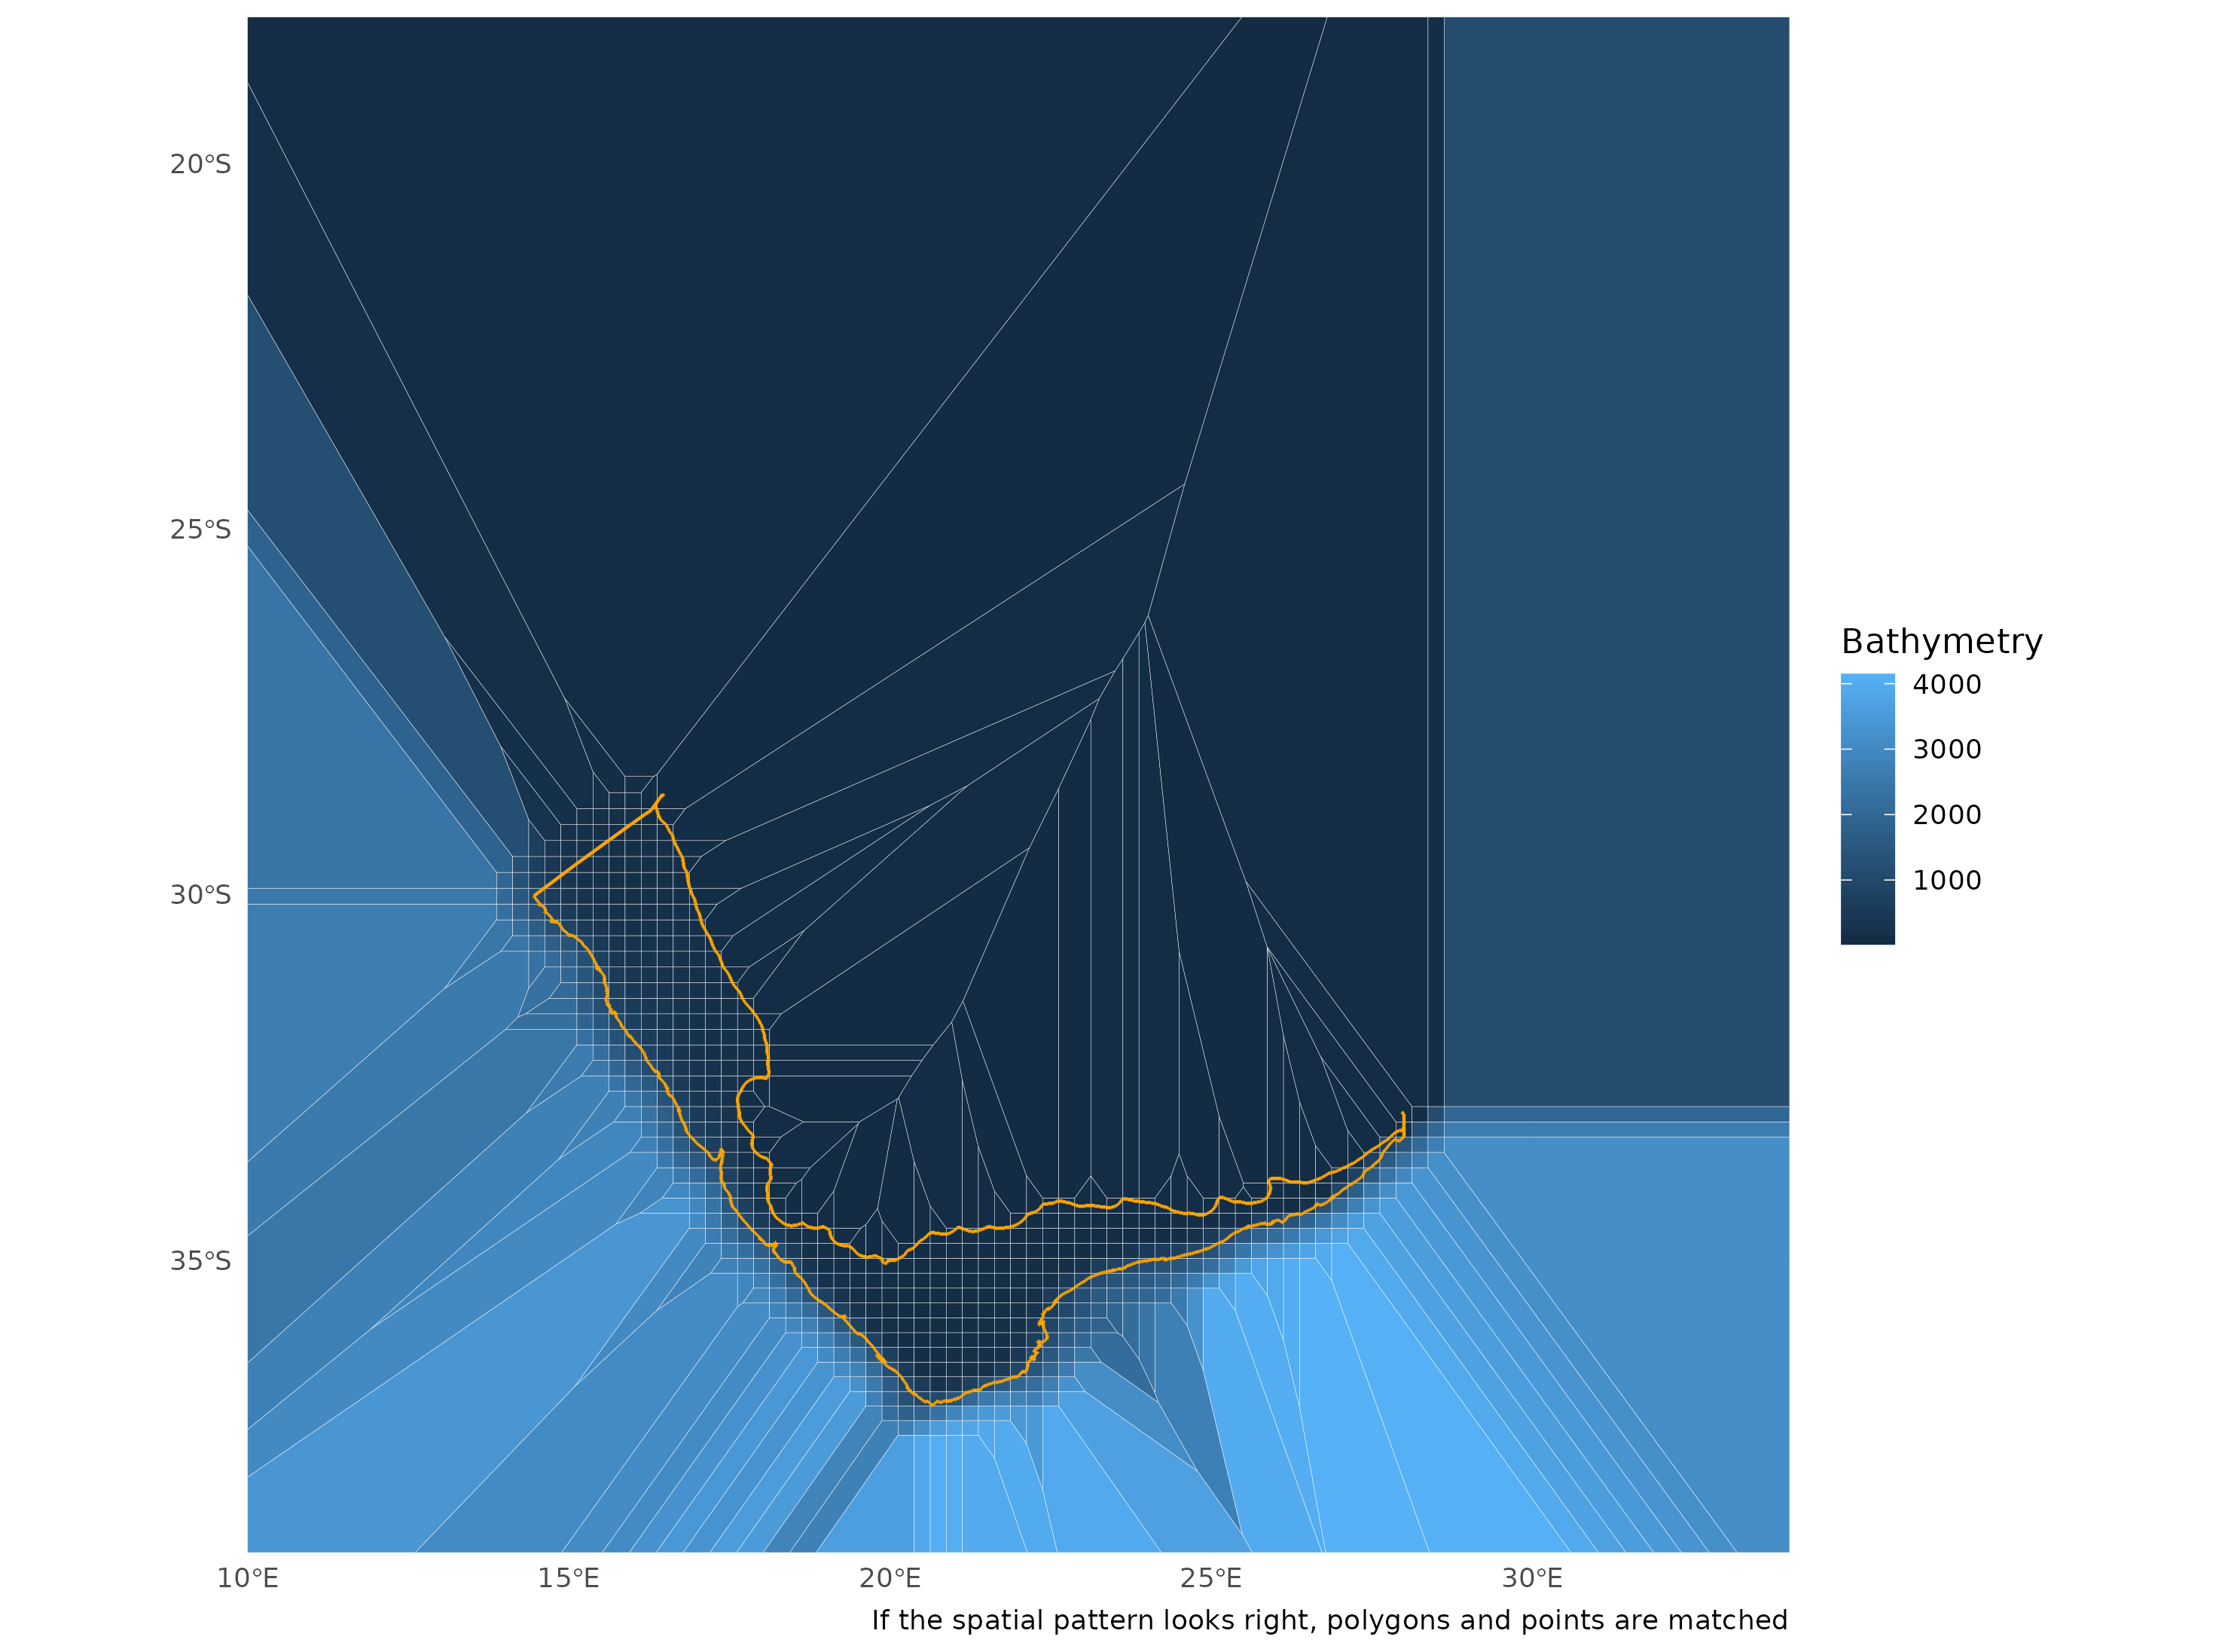 20°S
25°S
30°S
35°S
10°E
15°E
20°E
25°E
30°E
Bathymetry
4000
3000
2000
1000
If the spatial pattern looks right, polygons and points are matched